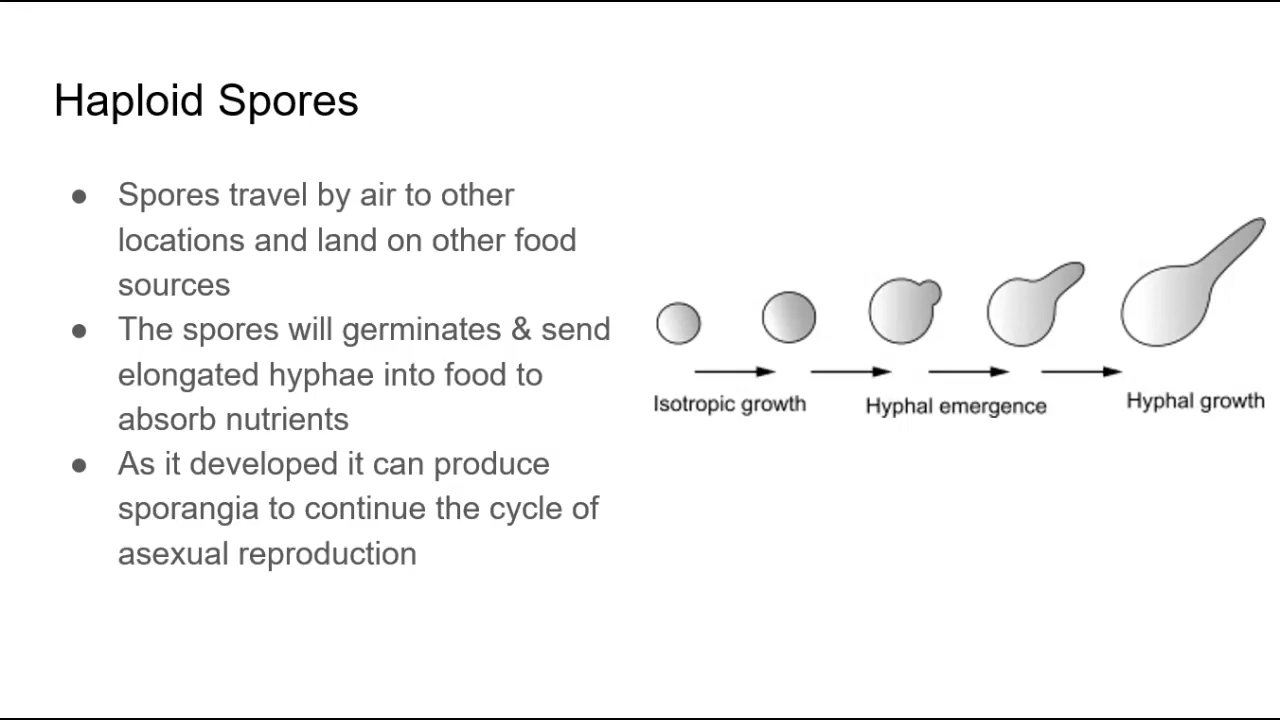 Haploid Spores
● Spores travel by air to other
locations and land on other food
sources
● The spores will germinates & send
elongated hyphae into food to
absorb nutrients
● As it developed it can produce
sporangia to continue the cycle of
asexual reproduction
Isotropic growth
Hyphal emergence
Hyphal growth